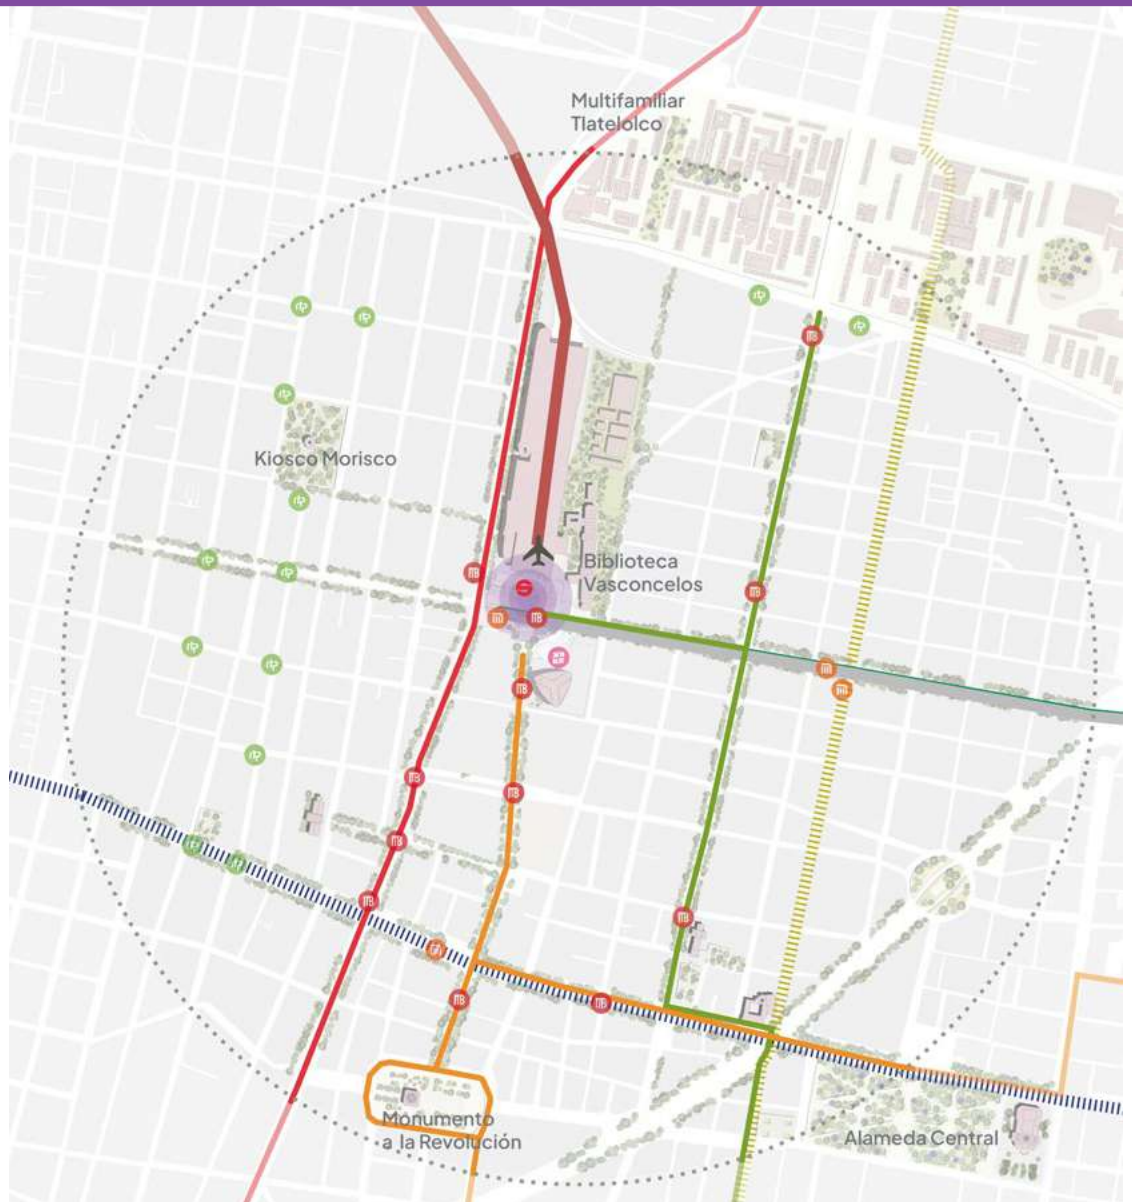 Multifamiliar
Tlatelolco
Kiosco Morisco
Biblioteca
Vasconcelos
Monumento
a la Revolución
Alameda Central